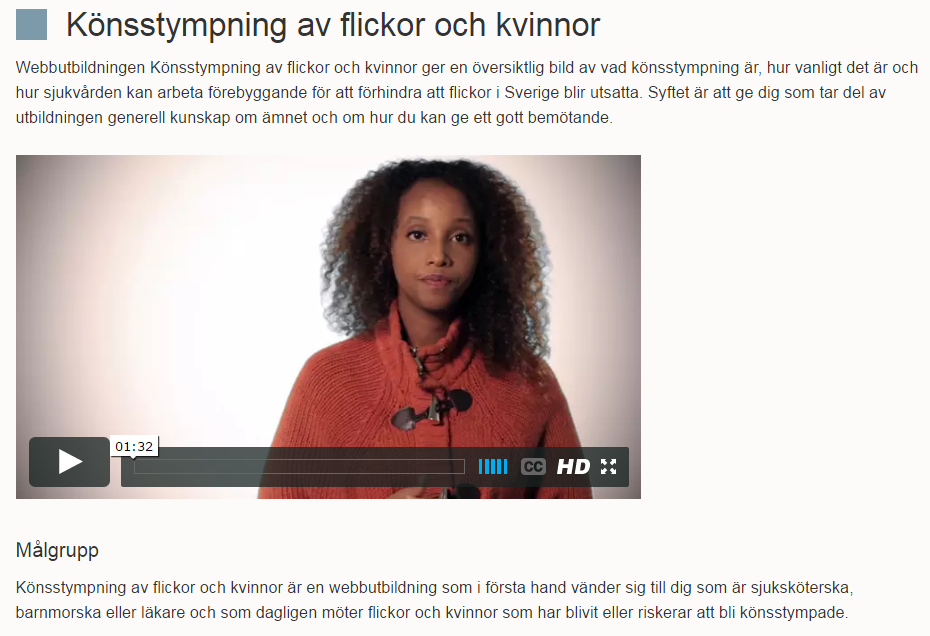 Könsstympning av flickor och kvinnor
Webbutbildningen Könsstympning av flickor och kvinnor ger en översiktlig bild av vad könsstympning är, hur vanligt det är och
hur sjukvården kan arbeta förebyggande för att förhindra att flickor i Sverige blir utsatta. Syftet är att ge dig som tar del av
utbildningen generell kunskap om ämnet och om hur du kan ge ett gott bemötande.
01:32
CC HD
Målgrupp
Könsstympning av flickor och kvinnor är en webbutbildning som i första hand vänder sig till dig som är sjuksköterska,
barnmorska eller läkare och som dagligen möter flickor och kvinnor som har blivit eller riskerar att bli könsstympade.